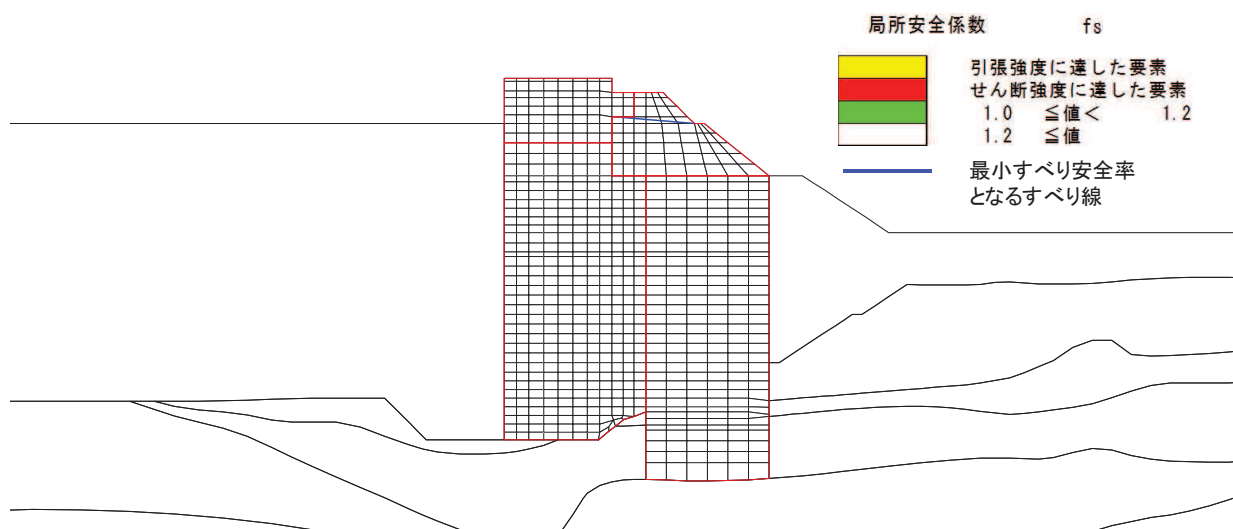 局所安全係数 fs
引張強度に達した要素
せん断強度に達した要素
1.0 ≦値< 1.2
1.2 ≦値
最小すべり安全率
となるすべり線